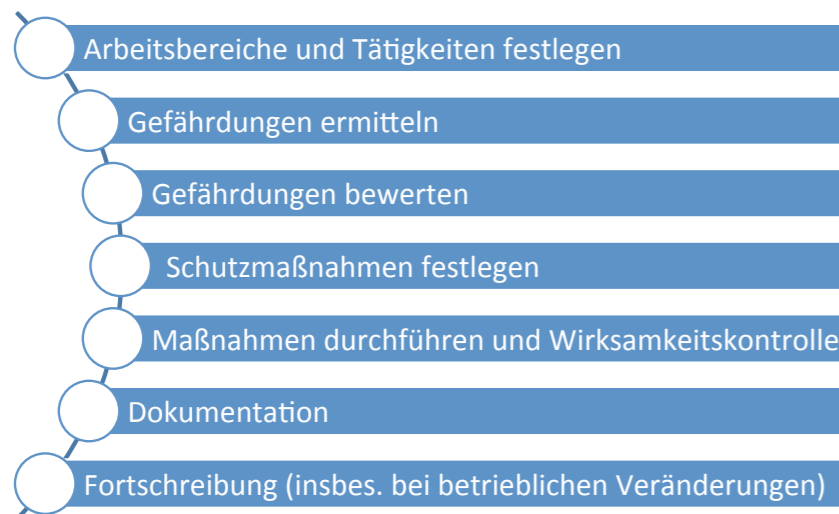 Arbeitsbereiche und Tätigkeiten festlegen
Gefährdungen ermitteln
Gefährdungen bewerten
Schutzmaßnahmen festlegen
Maßnahmen durchführen und Wirksamkeitskontrolle
Dokumentation
Fortschreibung (insbes. bei betrieblichen Veränderungen)